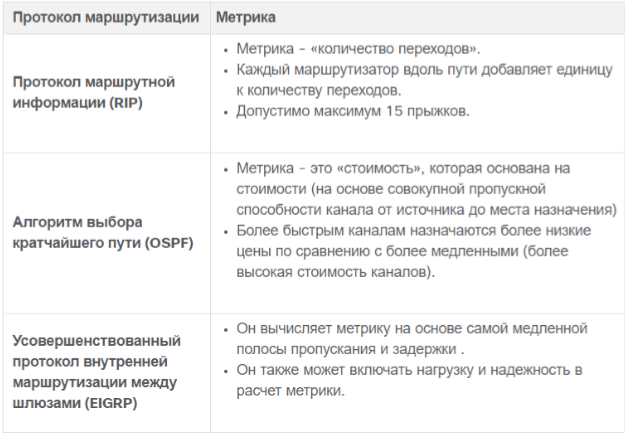 Протокол маршрутизации Метрика
Протокол маршрутной
информации (RIP)
• Метрика - «количество переходов».
• Каждый маршрутизатор вдоль пути добавляет единицу
к количеству переходов.
• Допустимо максимум 15 прыжков.
Алгоритм выбора
кратчайшего пути (OSPF)
• Метрика - это «стоимость», которая основана на
стоимости (на основе совокупной пропускной
способности канала от источника до места назначения)
• Более быстрым каналам назначаются более низкие
цены по сравнению с более медленными (более
высокая стоимость каналов).
Усовершенствованный
протокол внутренней
маршрутизации между
шлюзами (EIGRP)
• Он вычисляет метрику на основе самой медленной
полосы пропускания и задержки .
• Он также может включать нагрузку и надежность в
расчет метрики.